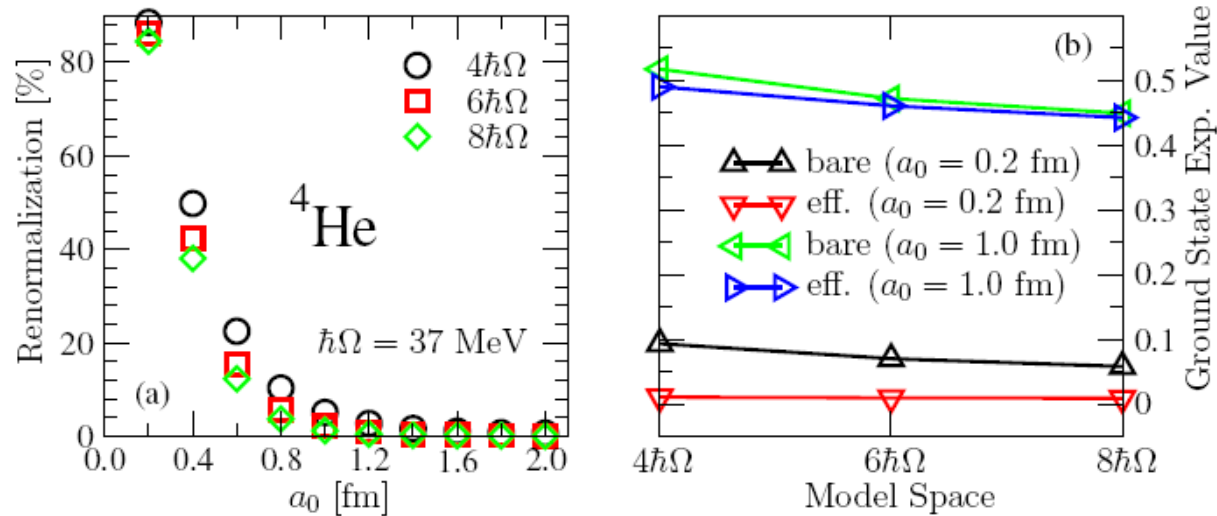 Renormalization [%]
80
60
40
20
0
4ħΩ
6ħΩ
8ħΩ
⁴He
ħΩ = 37 MeV
(a)
0.0 0.4 0.8 1.2 1.6 2.0
a₀ [fm]
(b)
bare (a₀ = 0.2 fm)
eff. (a₀ = 0.2 fm)
bare (a₀ = 1.0 fm)
eff. (a₀ = 1.0 fm)
0.5
0.4
0.3
0.2
0.1
0
Ground State Exp. Value
4ħΩ 6ħΩ 8ħΩ
Model Space